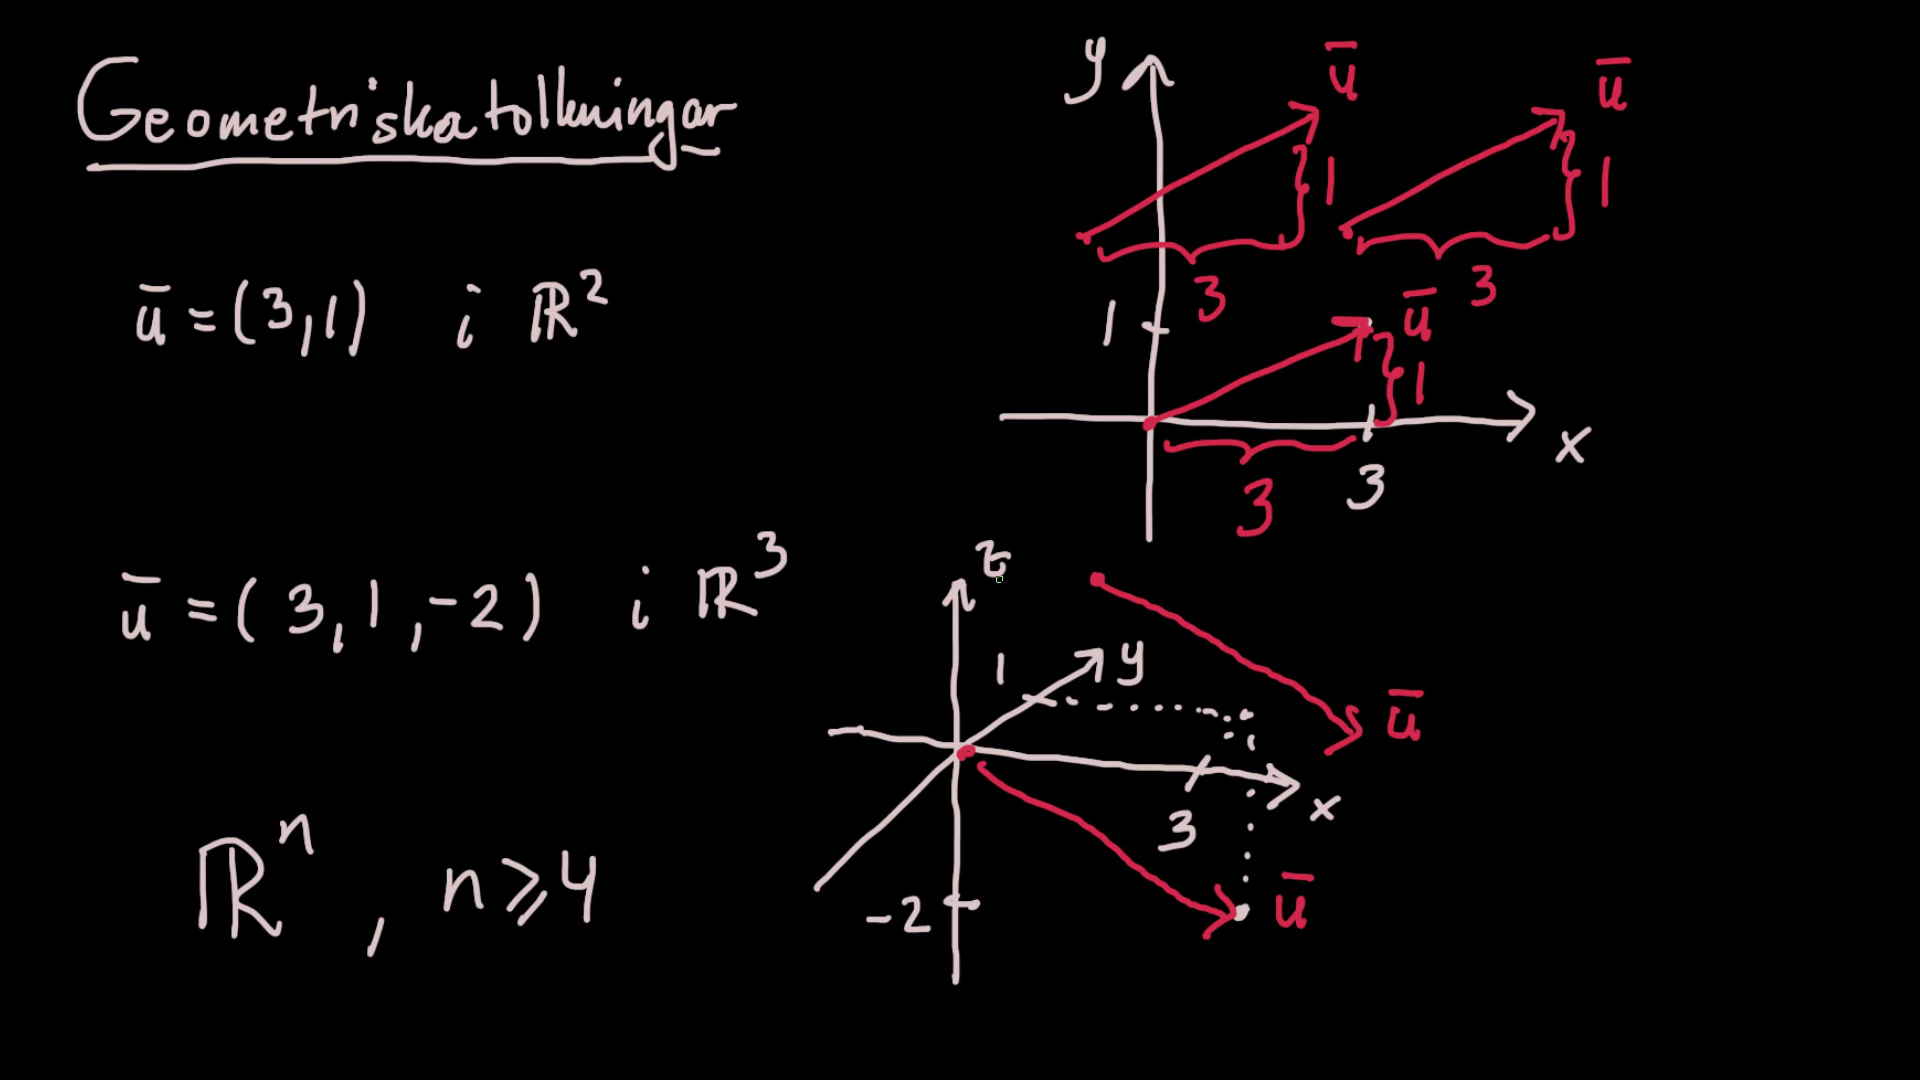 Geometriska tolkningar
ū = (3,1) i ℝ²
ū = (3,1,-2) i ℝ³
ℝⁿ, n ⩾ 4
y
ū
ū
1
1
3
3
1
ū
1
x
3
3
z
1
y
ū
x
3
-2
ū